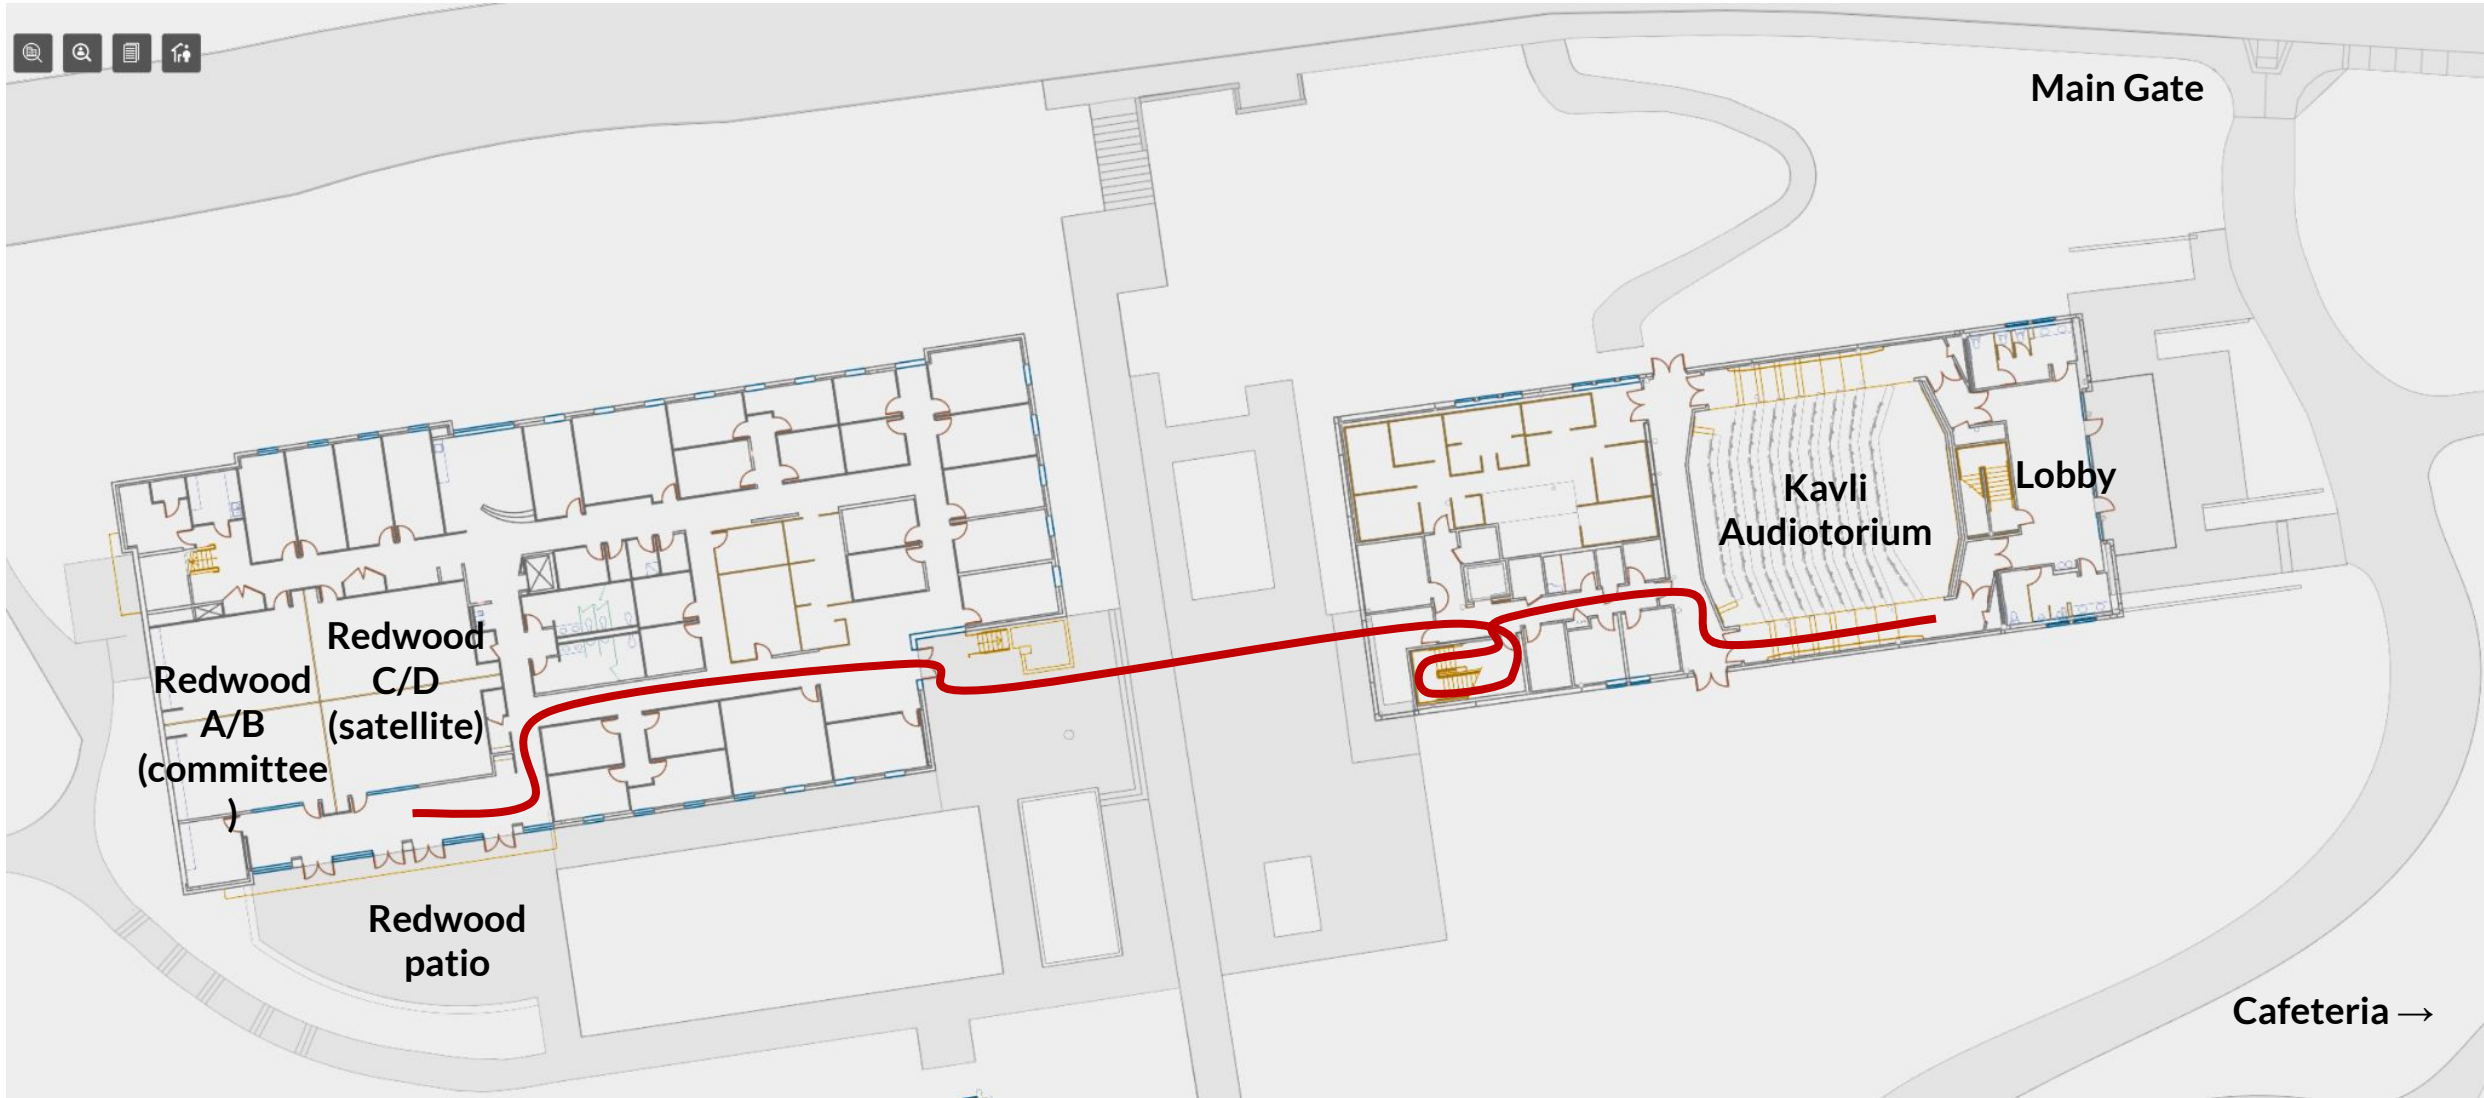 Main Gate
Kavli
Audiotorium
Lobby
Redwood
C/D
(satellite)
Redwood
A/B
(committee
)
Redwood
patio
Cafeteria →